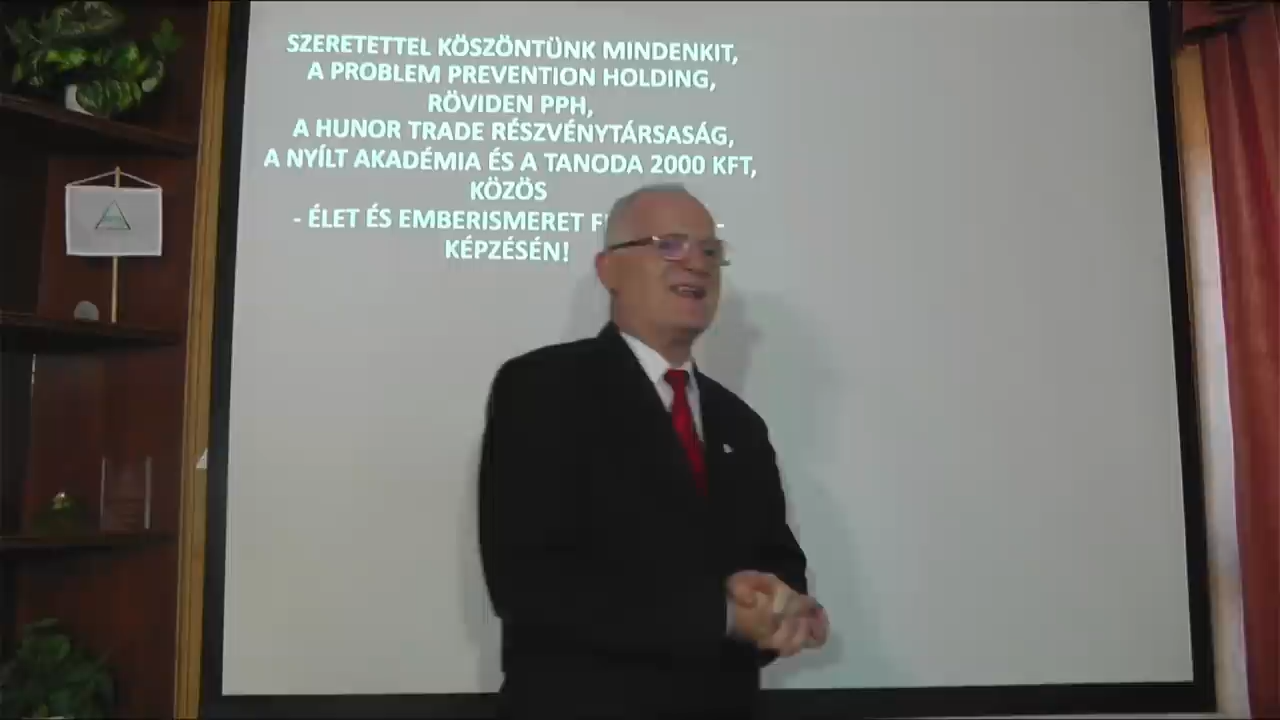 SZERETETTEL KÖSZÖNTÜNK MINDENKIT,
A PROBLEM PREVENTION HOLDING,
RÖVIDEN PPH,
A HUNOR TRADE RÉSZVÉNYTÁRSASÁG,
A NYÍLT AKADÉMIA ÉS A TANODA 2000 KFT,
KÖZÖS
- ÉLET ÉS EMBERISMERET -
KÉPZÉSÉN!